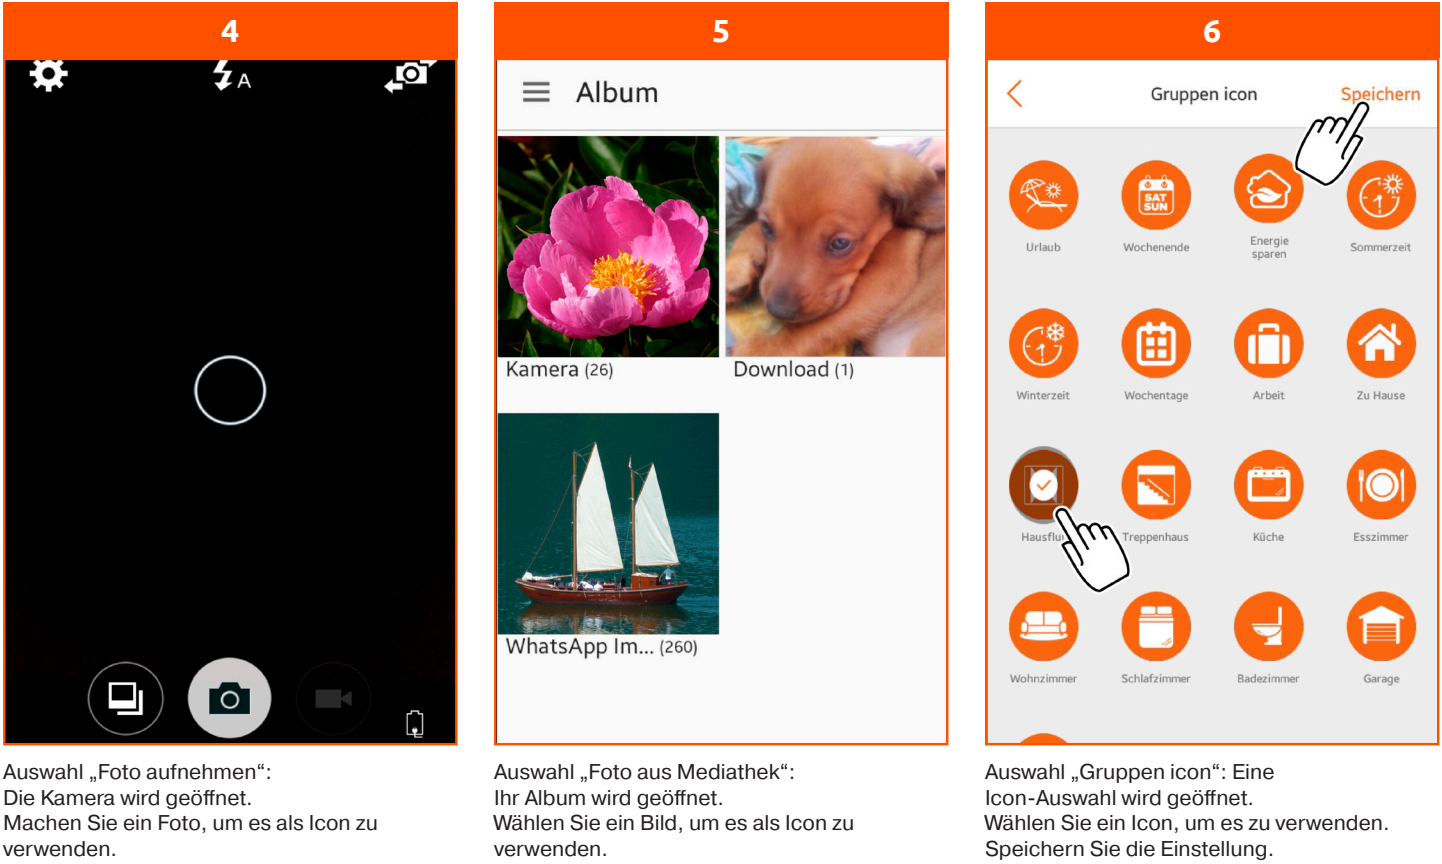 4
A
Auswahl „Foto aufnehmen“:
Die Kamera wird geöffnet.
Machen Sie ein Foto, um es als Icon zu
verwenden.
5
Album
Kamera (26)
Download (1)
WhatsApp Im... (260)
Auswahl „Foto aus Mediathek“:
Ihr Album wird geöffnet.
Wählen Sie ein Bild, um es als Icon zu
verwenden.
6
Gruppen icon
Speichern
SAT
SUN
Urlaub
Wochenende
Energie
sparen
Sommerzeit
Winterzeit
Wochentage
Arbeit
Zu Hause
Hausflu
Treppenhaus
Küche
Esszimmer
Wohnzimmer
Schlafzimmer
Badezimmer
Garage
Auswahl „Gruppen icon“: Eine
Icon-Auswahl wird geöffnet.
Wählen Sie ein Icon, um es zu verwenden.
Speichern Sie die Einstellung.